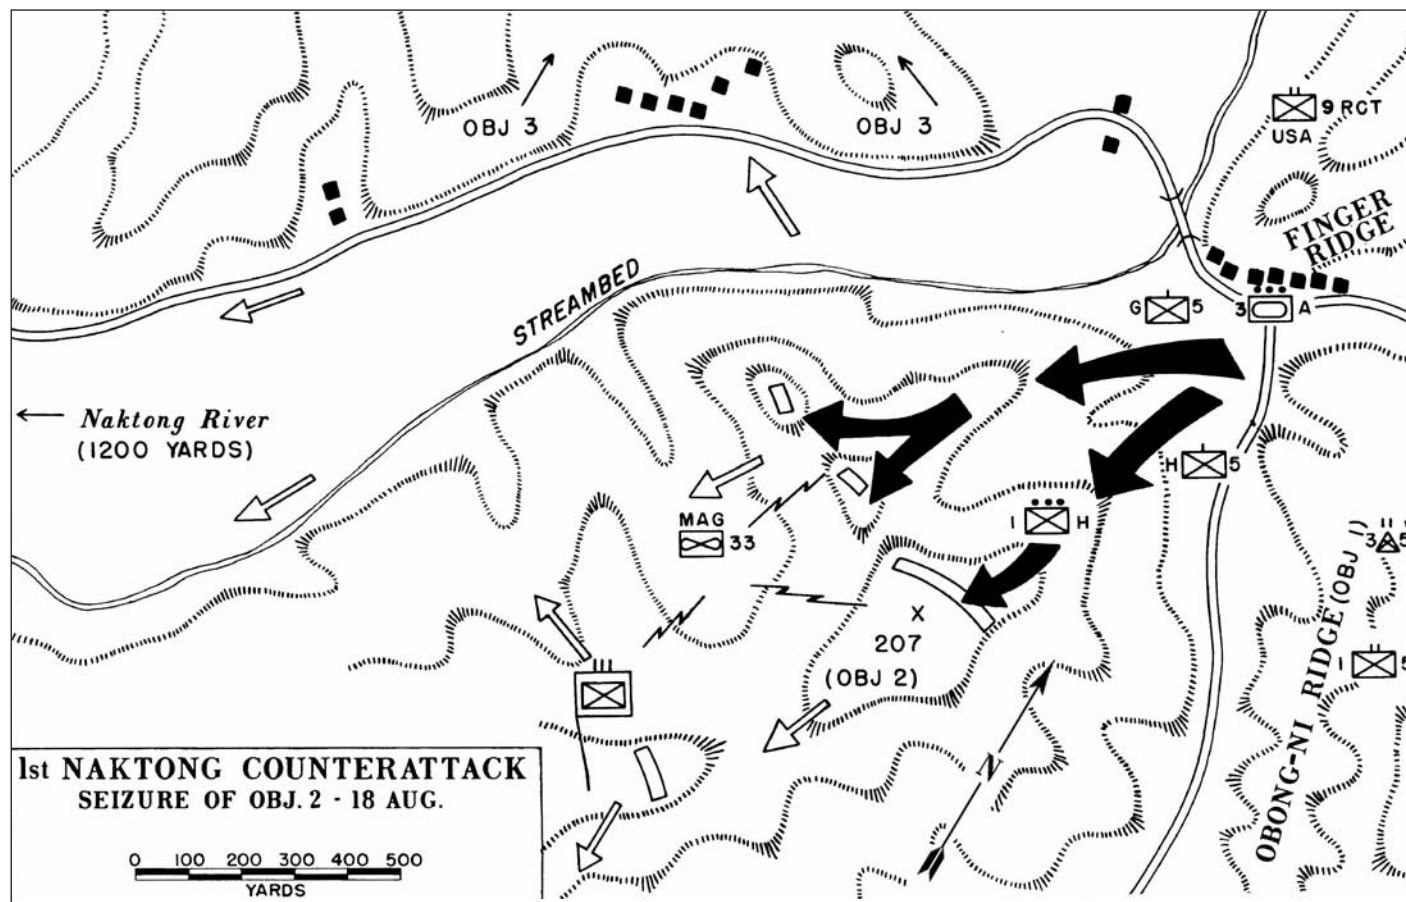 OBJ 3
OBJ 3
9 RCT
USA
FINGER
RIDGE
STREAMBED
G 5
3 A
Naktong River
(1200 YARDS)
H 5
MAG
33
1 H
3 5
207
(OBJ 2)
1 5
OBONG-NI RIDGE (OBJ 1)
N
1st NAKTONG COUNTERATTACK
SEIZURE OF OBJ. 2 - 18 AUG.
0 100 200 300 400 500
YARDS